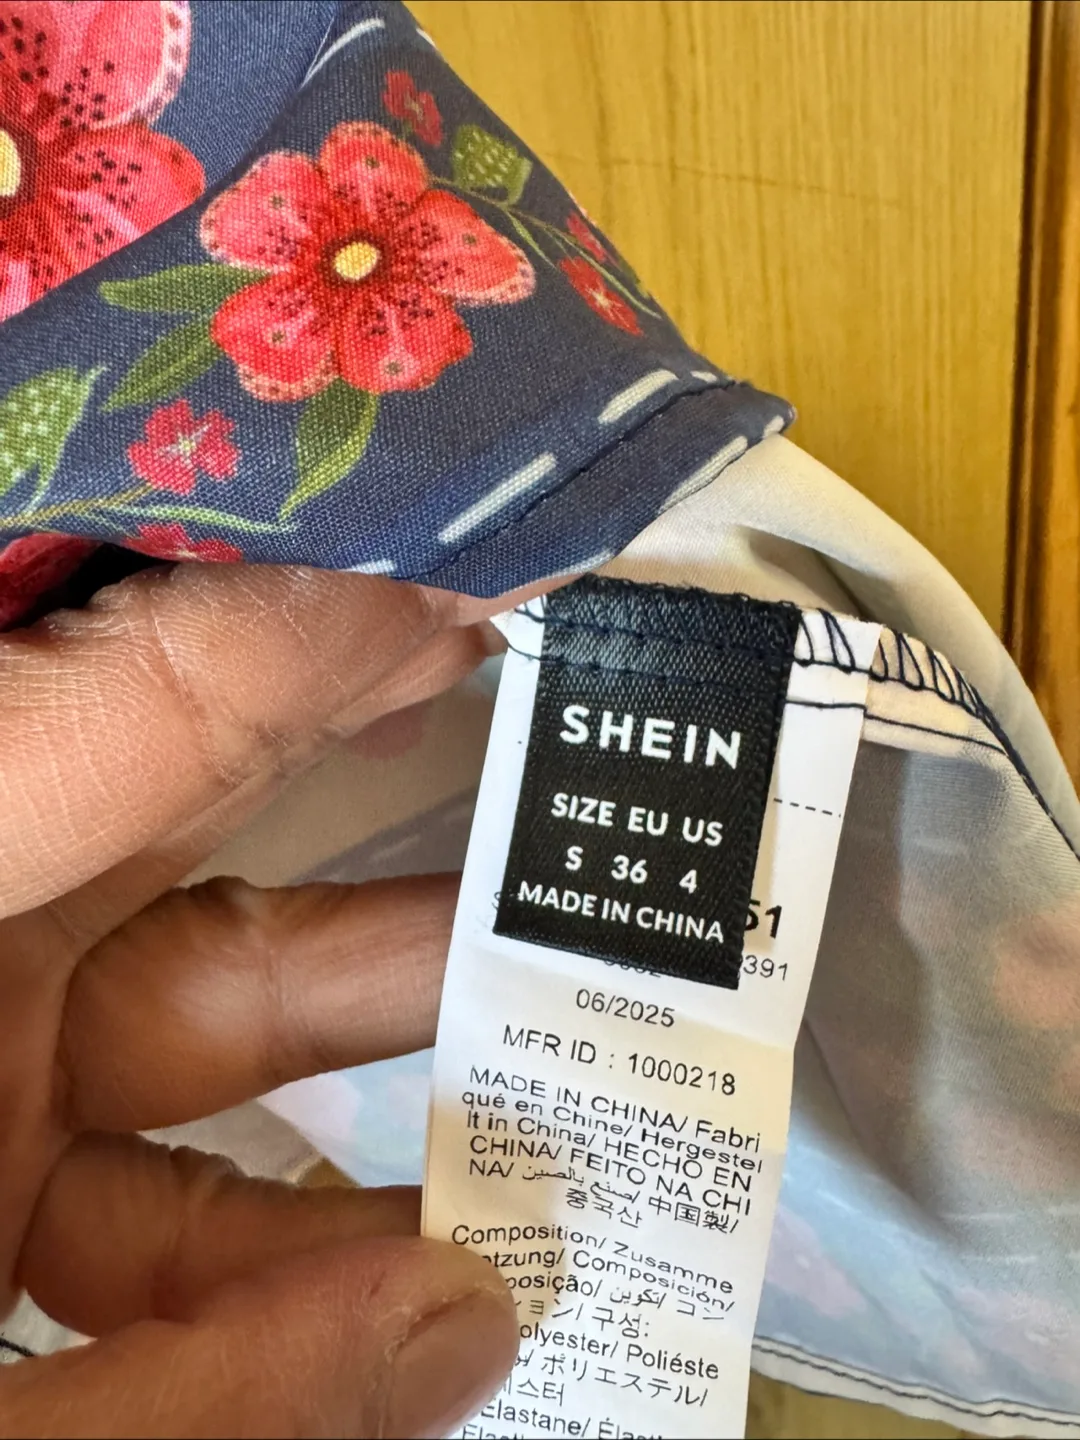 SHEIN
SIZE EU US
S 36 4
MADE IN CHINA
51
391
06/2025
MFR ID : 1000218
MADE IN CHINA/ Fabri
qué en Chine/ Hergestel
lt in China/ HECHO EN
CHINA/ FEITO NA CHI
NA/ صنع بالصين/ 中国製/
중국산
Composition/ Zusamme
tzung/ Composición/
posição/ تكوين/ コン
ョン/ 구성:
olyester/ Poliéste
ポリエステル/
스터
Elastane/